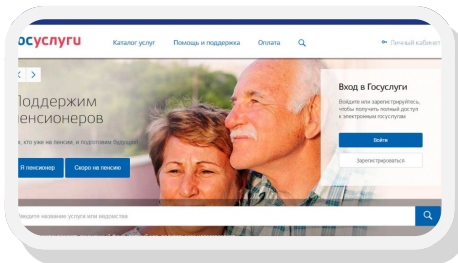 осуслуги Каталог услуг Помощь и поддержка Оплата Личный кабинет
оддержим
енсионеров
кто уже на пенсии, и подготовим будущих
Я пенсионер Скоро на пенсию
Вход в Госуслуги
Войдите или зарегистрируйтесь,
чтобы получить полный доступ
к электронным госуслугам
Войти
Зарегистрироваться
Введите название услуги или ведомства